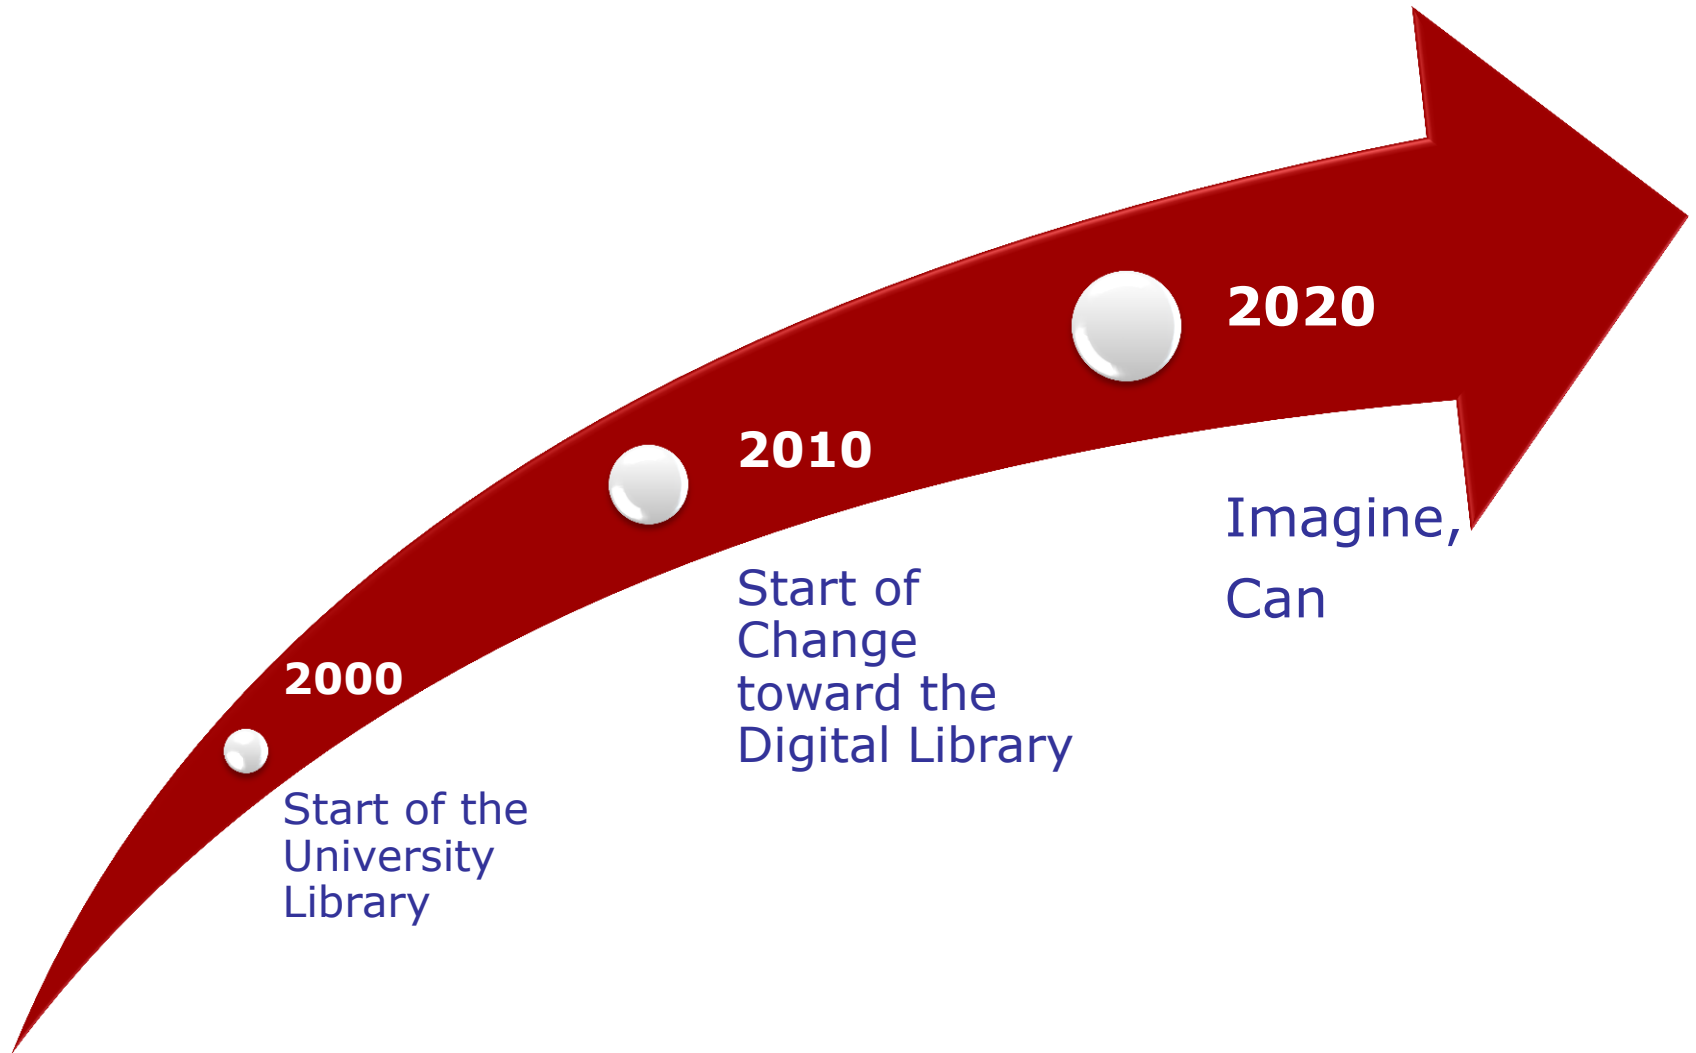 2000
Start of the
University
Library
2010
Start of
Change
toward the
Digital Library
2020
Imagine,
Can